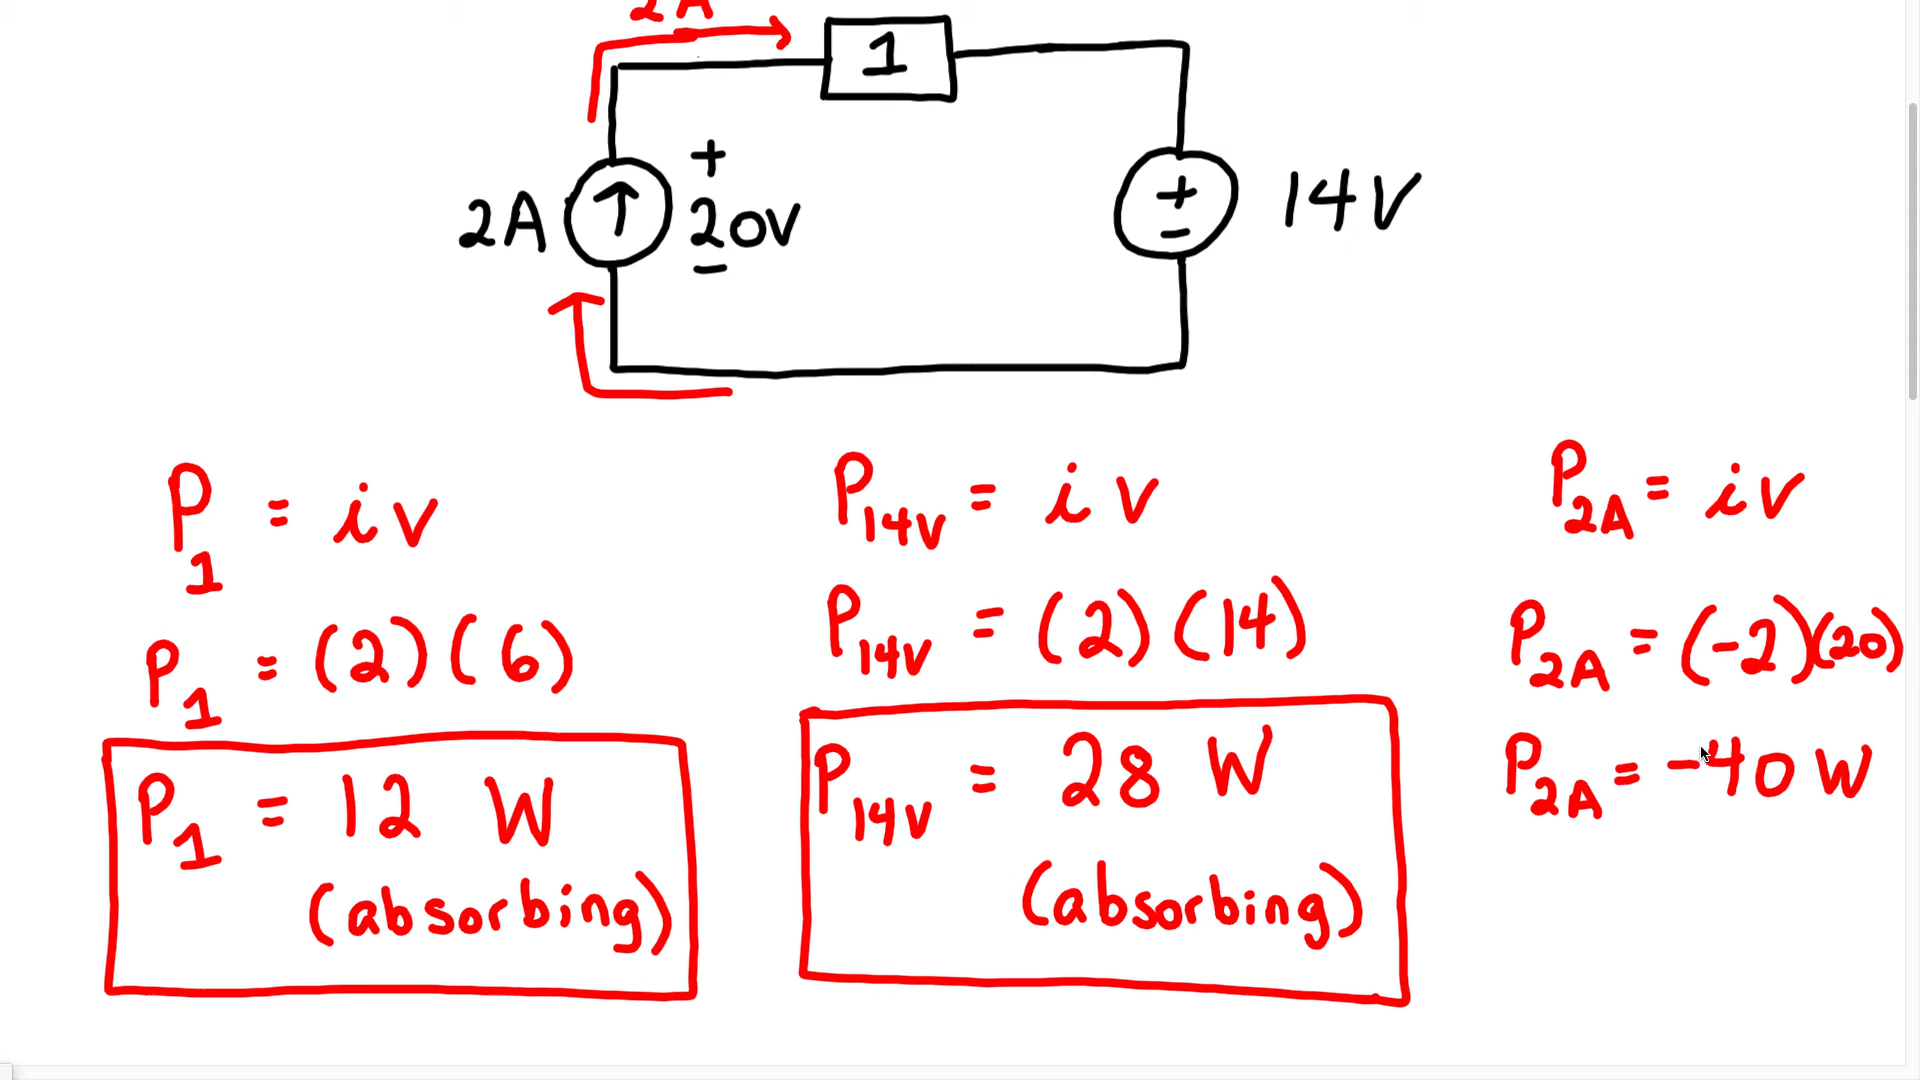 2A
1
+
2A
↑
20V
−
+
−
14V
P₁ = iv
P₁ = (2)(6)
P₁ = 12 W
(absorbing)
P₁₄V = iv
P₁₄V = (2)(14)
P₁₄V = 28 W
(absorbing)
P₂A = iv
P₂A = (-2)(20)
P₂A = -40 W